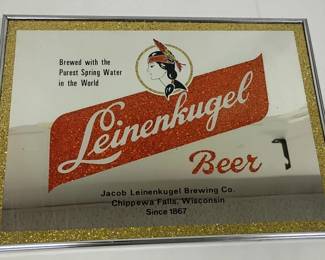 Brewed with the
Purest Spring Water
in the World
Leinenkugel
Beer
Jacob Leinenkugel Brewing Co.
Chippewa Falls, Wisconsin
Since 1867